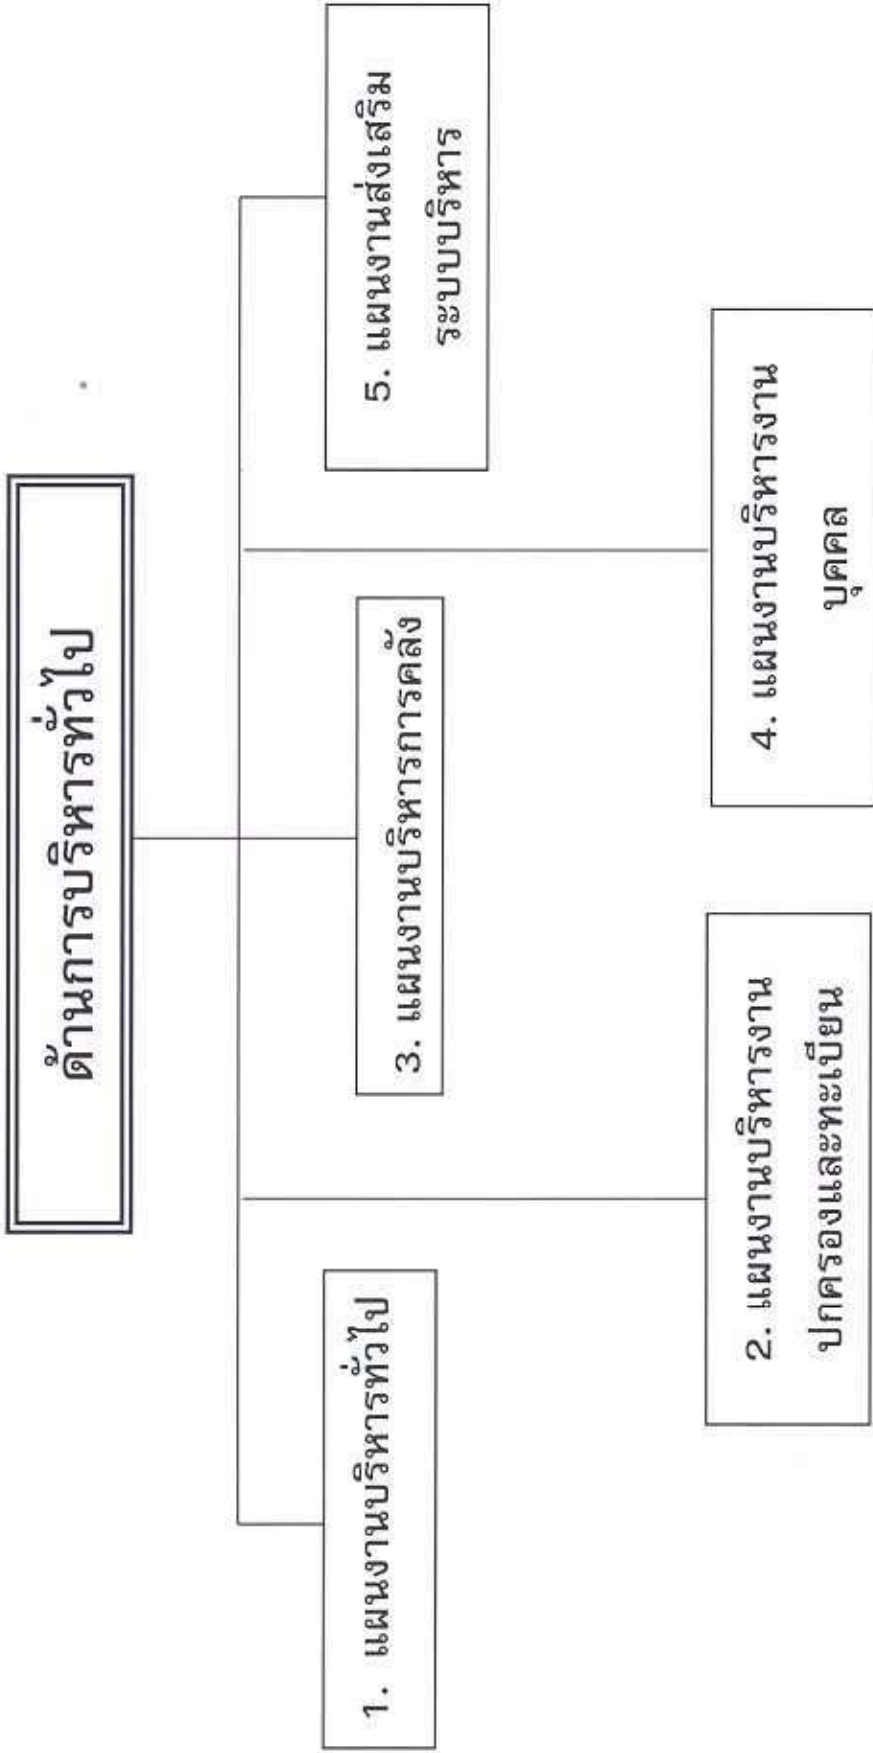 ด้านการบริหารทั่วไป
1. แผนงานบริหารทั่วไป
2. แผนงานบริหารงาน
ปกครองและทะเบียน
3. แผนงานบริหารการคลัง
4. แผนงานบริหารงาน
บุคคล
5. แผนงานส่งเสริม
ระบบบริหาร